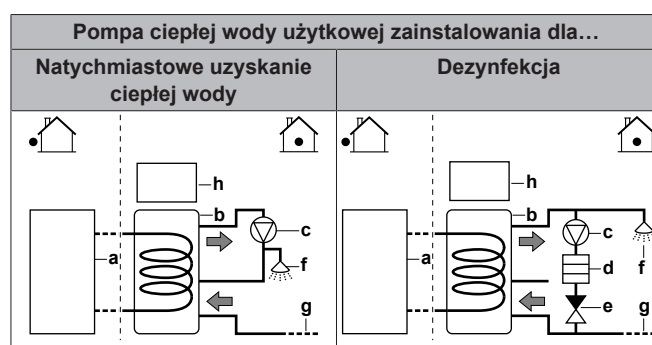 Pompa ciepłej wody użytkowej zainstalowania dla…
Natychmiastowe uzyskanie
ciepłej wody
Dezynfekcja
h
b
c
a
f
g
h
b
c
a
d
f
e
g